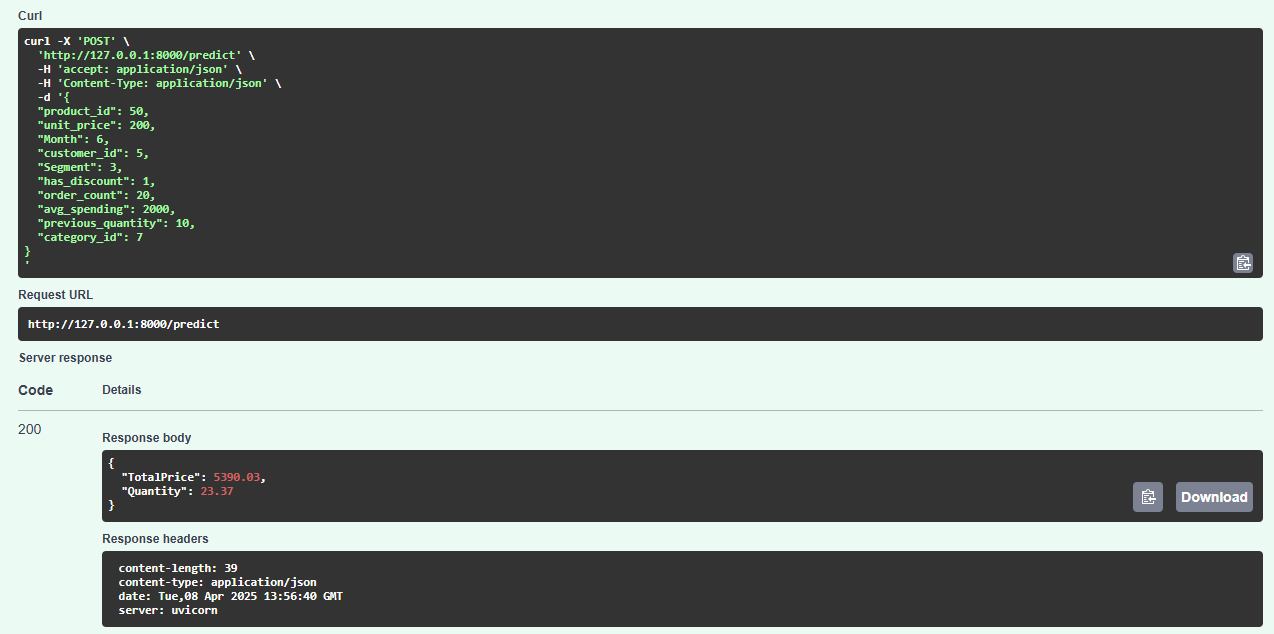 Curl
curl -X 'POST' \
  'http://127.0.0.1:8000/predict' \
  -H 'accept: application/json' \
  -H 'Content-Type: application/json' \
  -d '{
  "product_id": 50,
  "unit_price": 200,
  "Month": 6,
  "customer_id": 5,
  "Segment": 3,
  "has_discount": 1,
  "order_count": 20,
  "avg_spending": 2000,
  "previous_quantity": 10,
  "category_id": 7
}
'
Request URL
http://127.0.0.1:8000/predict
Server response
Code Details
200
Response body
{
  "TotalPrice": 5390.03,
  "Quantity": 23.37
}
Download
Response headers
content-length: 39
content-type: application/json
date: Tue,08 Apr 2025 13:56:40 GMT
server: uvicorn